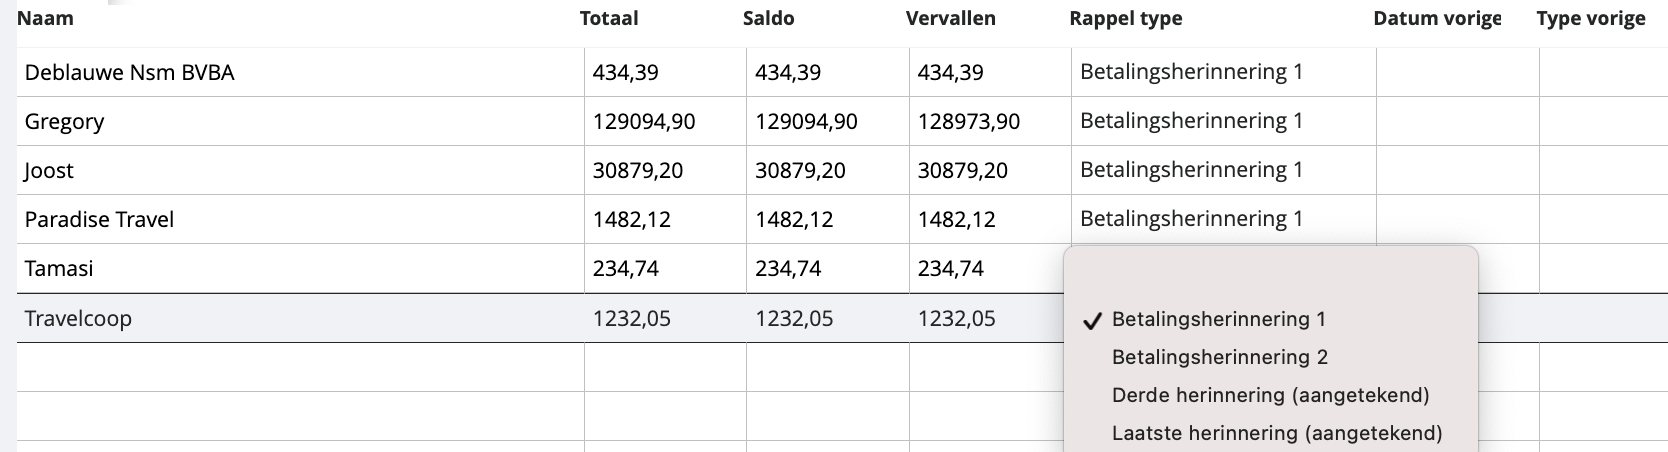 Naam Totaal Saldo Vervallen Rappel type Datum vorige Type vorige
Deblauwe Nsm BVBA 434,39 434,39 434,39 Betalingsherinnering 1
Gregory 129094,90 129094,90 128973,90 Betalingsherinnering 1
Joost 30879,20 30879,20 30879,20 Betalingsherinnering 1
Paradise Travel 1482,12 1482,12 1482,12 Betalingsherinnering 1
Tamasi 234,74 234,74 234,74
Travelcoop 1232,05 1232,05 1232,05 ✓ Betalingsherinnering 1
Betalingsherinnering 2
Derde herinnering (aangetekend)
Laatste herinnering (aangetekend)